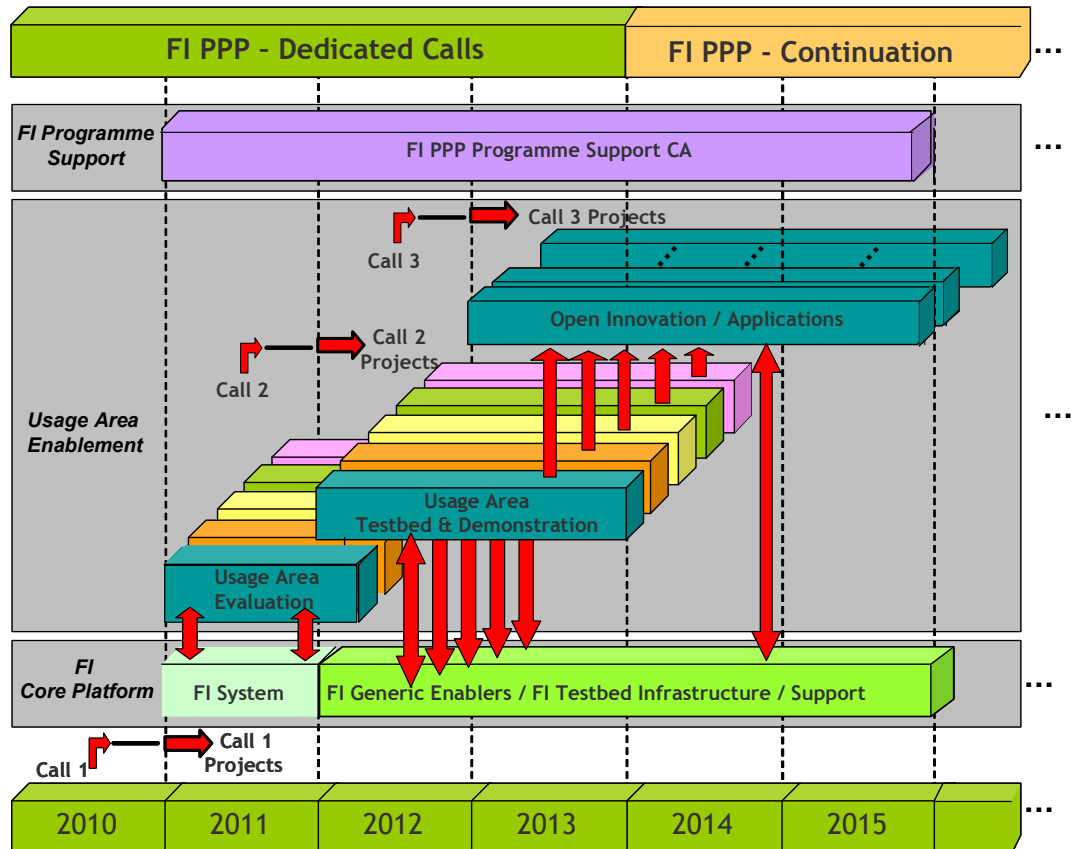 FI PPP – Dedicated Calls
FI PPP - Continuation
...
FI Programme
Support
FI PPP Programme Support CA
...
Call 3 Projects
Call 3
Open Innovation / Applications
Call 2
Projects
Call 2
Usage Area
Enablement
...
Usage Area
Testbed & Demonstration
Usage Area
Evaluation
FI
Core Platform
FI System
FI Generic Enablers / FI Testbed Infrastructure / Support
...
Call 1
Projects
Call 1
2010
2011
2012
2013
2014
2015
...